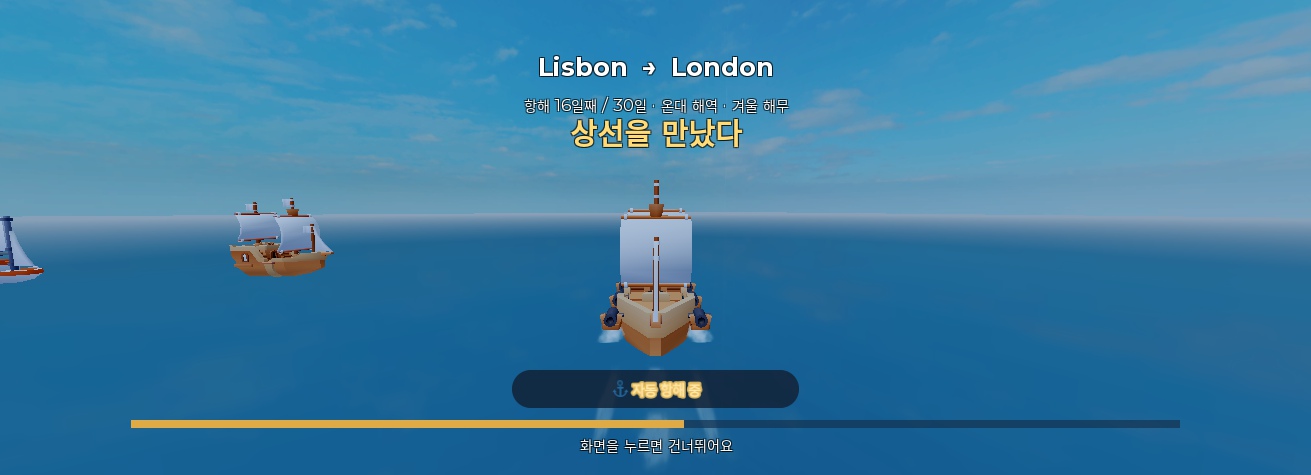 Lisbon → London
항해 16일째 / 30일 · 온대 해역 · 겨울 해무
상선을 만났다
⚓ 자동 항해 중
화면을 누르면 건너뛰어요